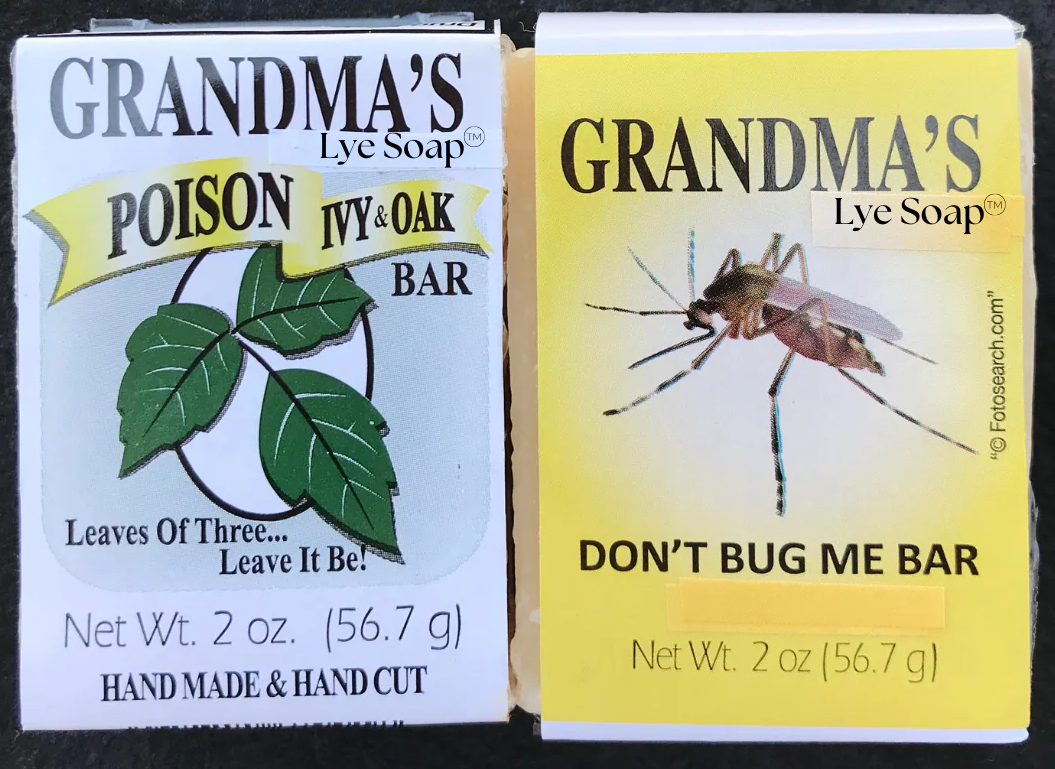 GRANDMA'S
Lye Soap™
POISON IVY & OAK
BAR
Leaves Of Three...
Leave It Be!
Net Wt. 2 oz. (56.7 g)
HAND MADE & HAND CUT
GRANDMA'S
Lye Soap™
"© Fotosearch.com"
DON'T BUG ME BAR
Net Wt. 2 oz (56.7 g)